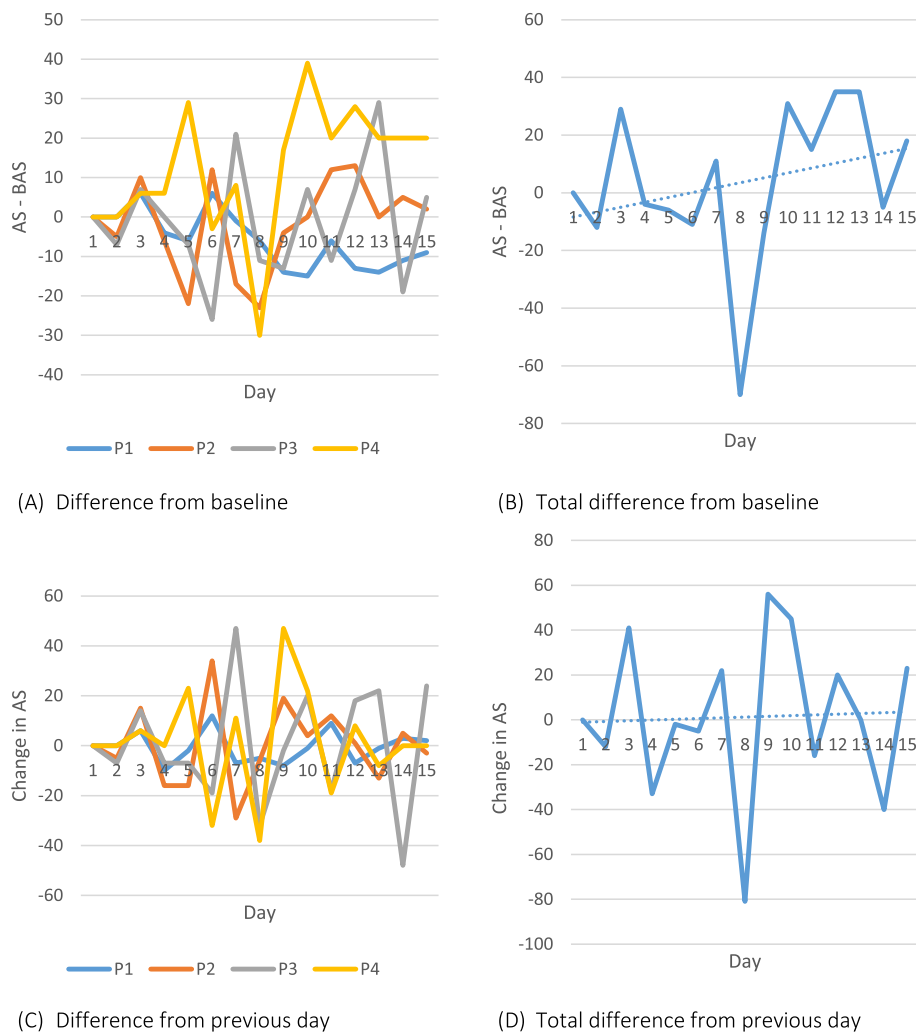 50
40
30
20
10
0
-10
-20
-30
-40
AS - BAS
1 2 3 4 5 6 7 8 9 10 11 12 13 14 15
Day
P1 P2 P3 P4
(A) Difference from baseline
60
40
20
0
-20
-40
-60
-80
AS - BAS
1 2 3 4 5 6 7 8 9 10 11 12 13 14 15
Day
(B) Total difference from baseline
60
40
20
0
-20
-40
-60
Change in AS
1 2 3 4 5 6 7 8 9 10 11 12 13 14 15
Day
P1 P2 P3 P4
(C) Difference from previous day
80
60
40
20
0
-20
-40
-60
-80
-100
Change in AS
1 2 3 4 5 6 7 8 9 10 11 12 13 14 15
Day
(D) Total difference from previous day